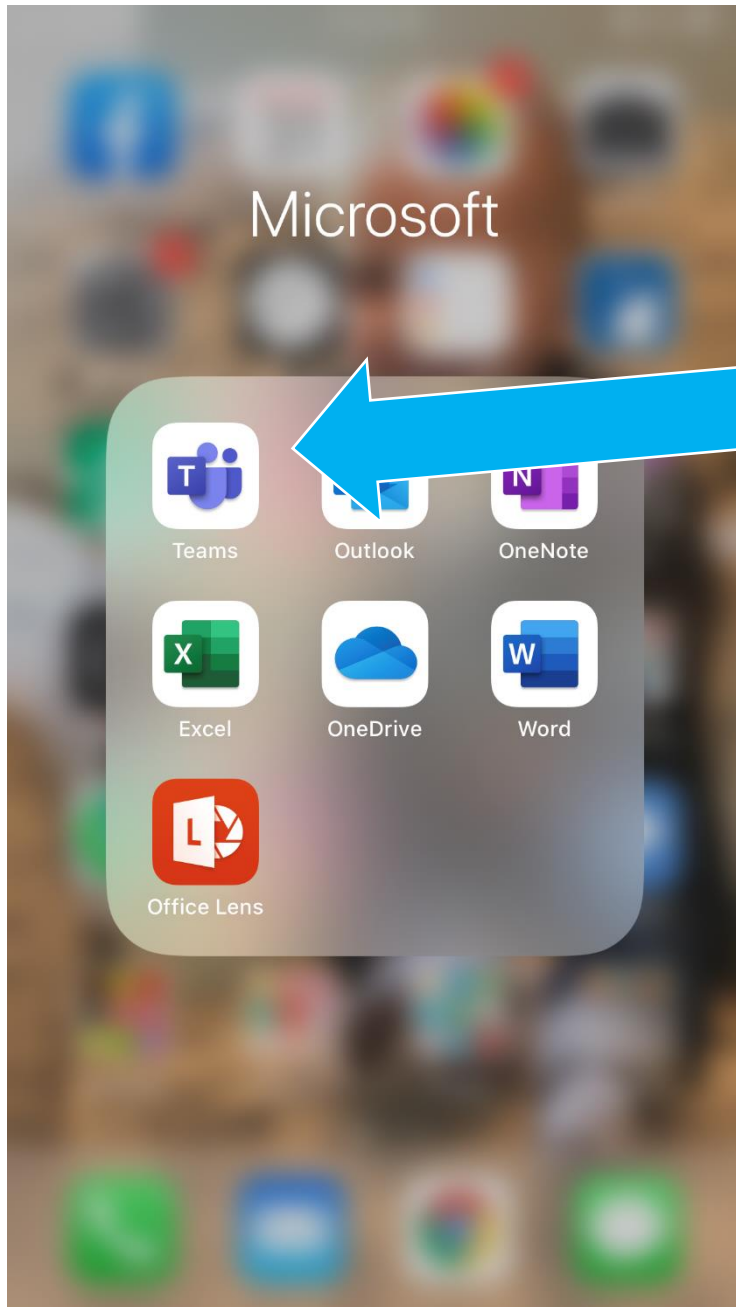 Microsoft
T
N
Teams
Outlook
OneNote
X
W
Excel
OneDrive
Word
L
Office Lens